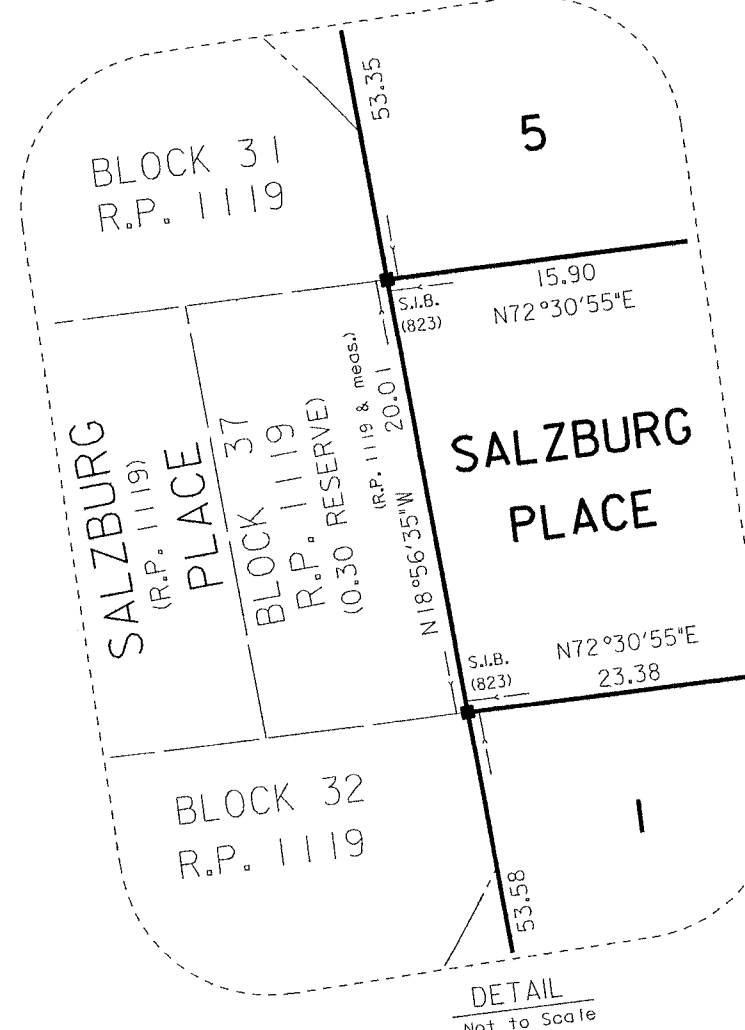 53.35
5
BLOCK 31
R.P. 1119
15.90
N72°30'55"E
S.I.B.
(823)
SALZBURG
(R.P. 1119)
PLACE
BLOCK 37
R.P. 1119
(0.30 RESERVE)
(R.P. 1119 & meas.)
20.01
N18°56'35"W
SALZBURG
PLACE
S.I.B.
(823)
N72°30'55"E
23.38
BLOCK 32
R.P. 1119
1
53.58
DETAIL
Not to Scale